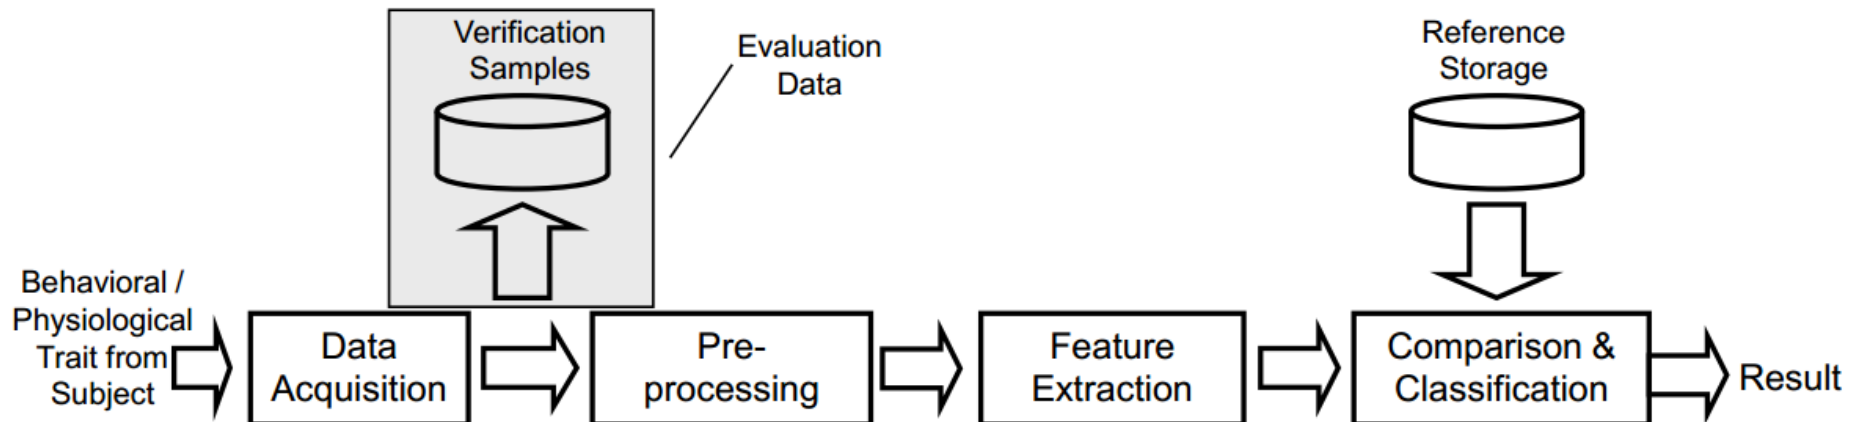 Verification
Samples
Evaluation
Data
Reference
Storage
Behavioral /
Physiological
Trait from
Subject
Data
Acquisition
Pre-
processing
Feature
Extraction
Comparison &
Classification
Result